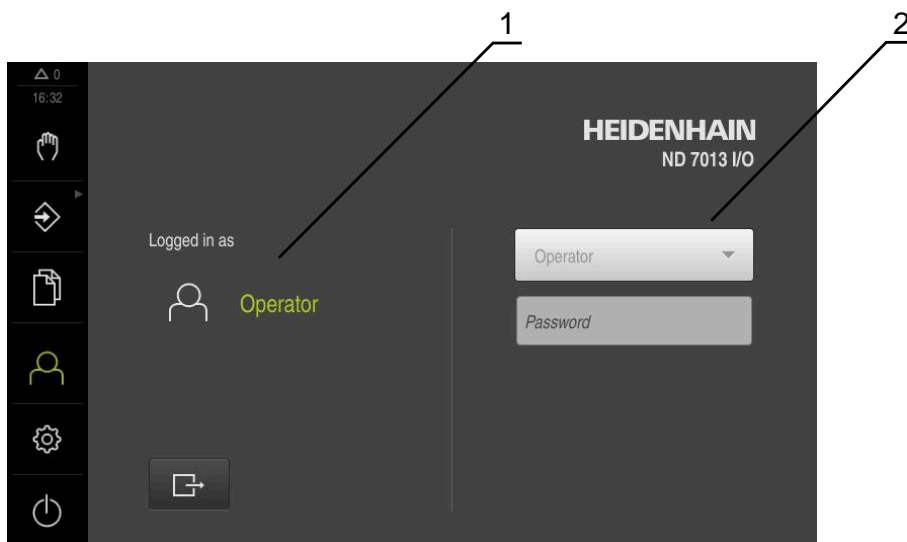 1
2
0
16:32
HEIDENHAIN
ND 7013 I/O
Logged in as
Operator
Operator
Password